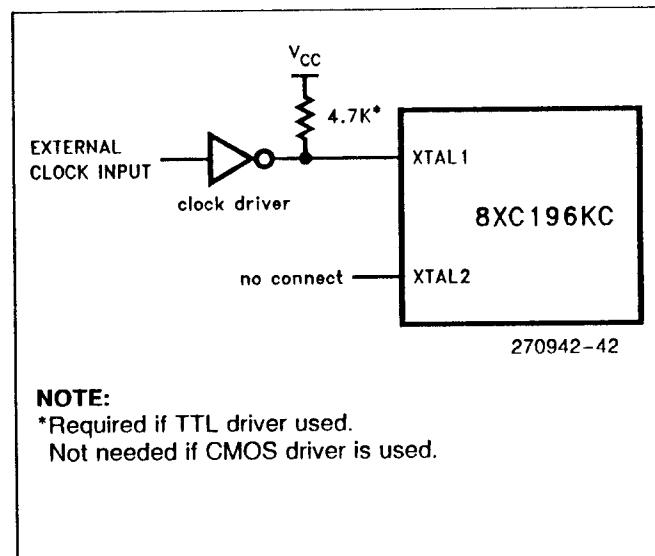 VCC
4.7K*
EXTERNAL
CLOCK INPUT
clock driver
XTAL1
8XC196KC
no connect
XTAL2
270942-42
NOTE:
*Required if TTL driver used.
Not needed if CMOS driver is used.